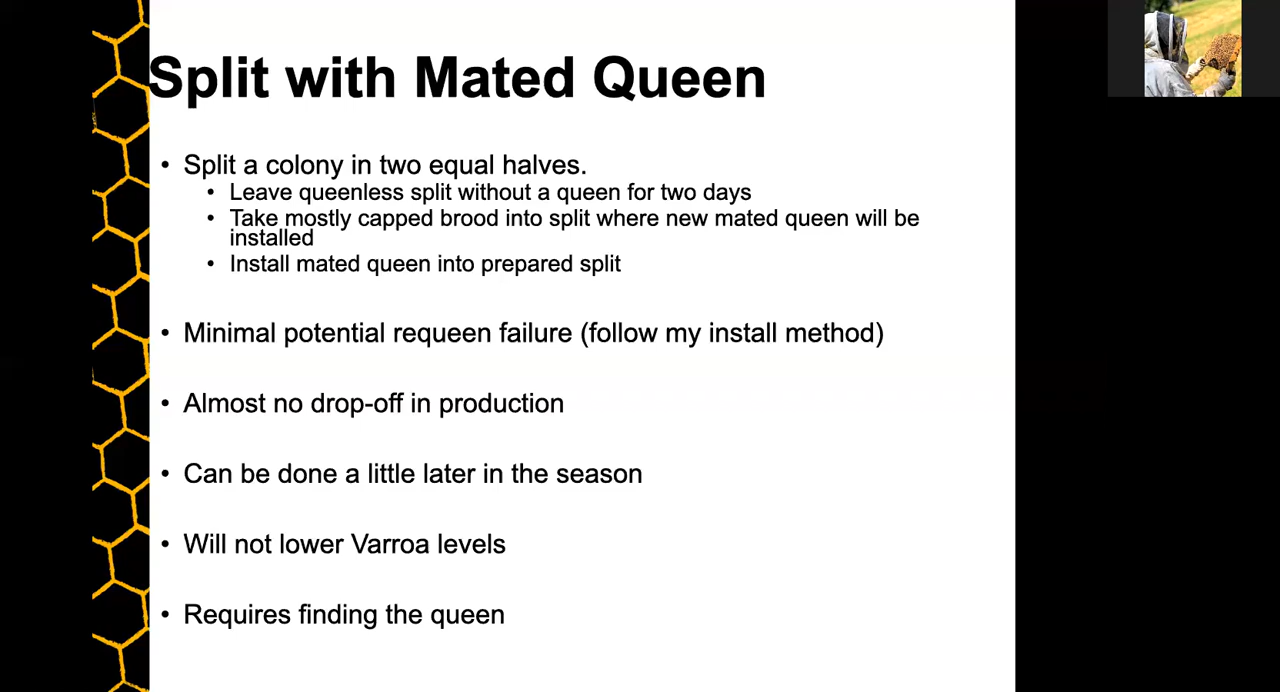 Split with Mated Queen
• Split a colony in two equal halves.
• Leave queenless split without a queen for two days
• Take mostly capped brood into split where new mated queen will be
installed
• Install mated queen into prepared split
• Minimal potential requeen failure (follow my install method)
• Almost no drop-off in production
• Can be done a little later in the season
• Will not lower Varroa levels
• Requires finding the queen